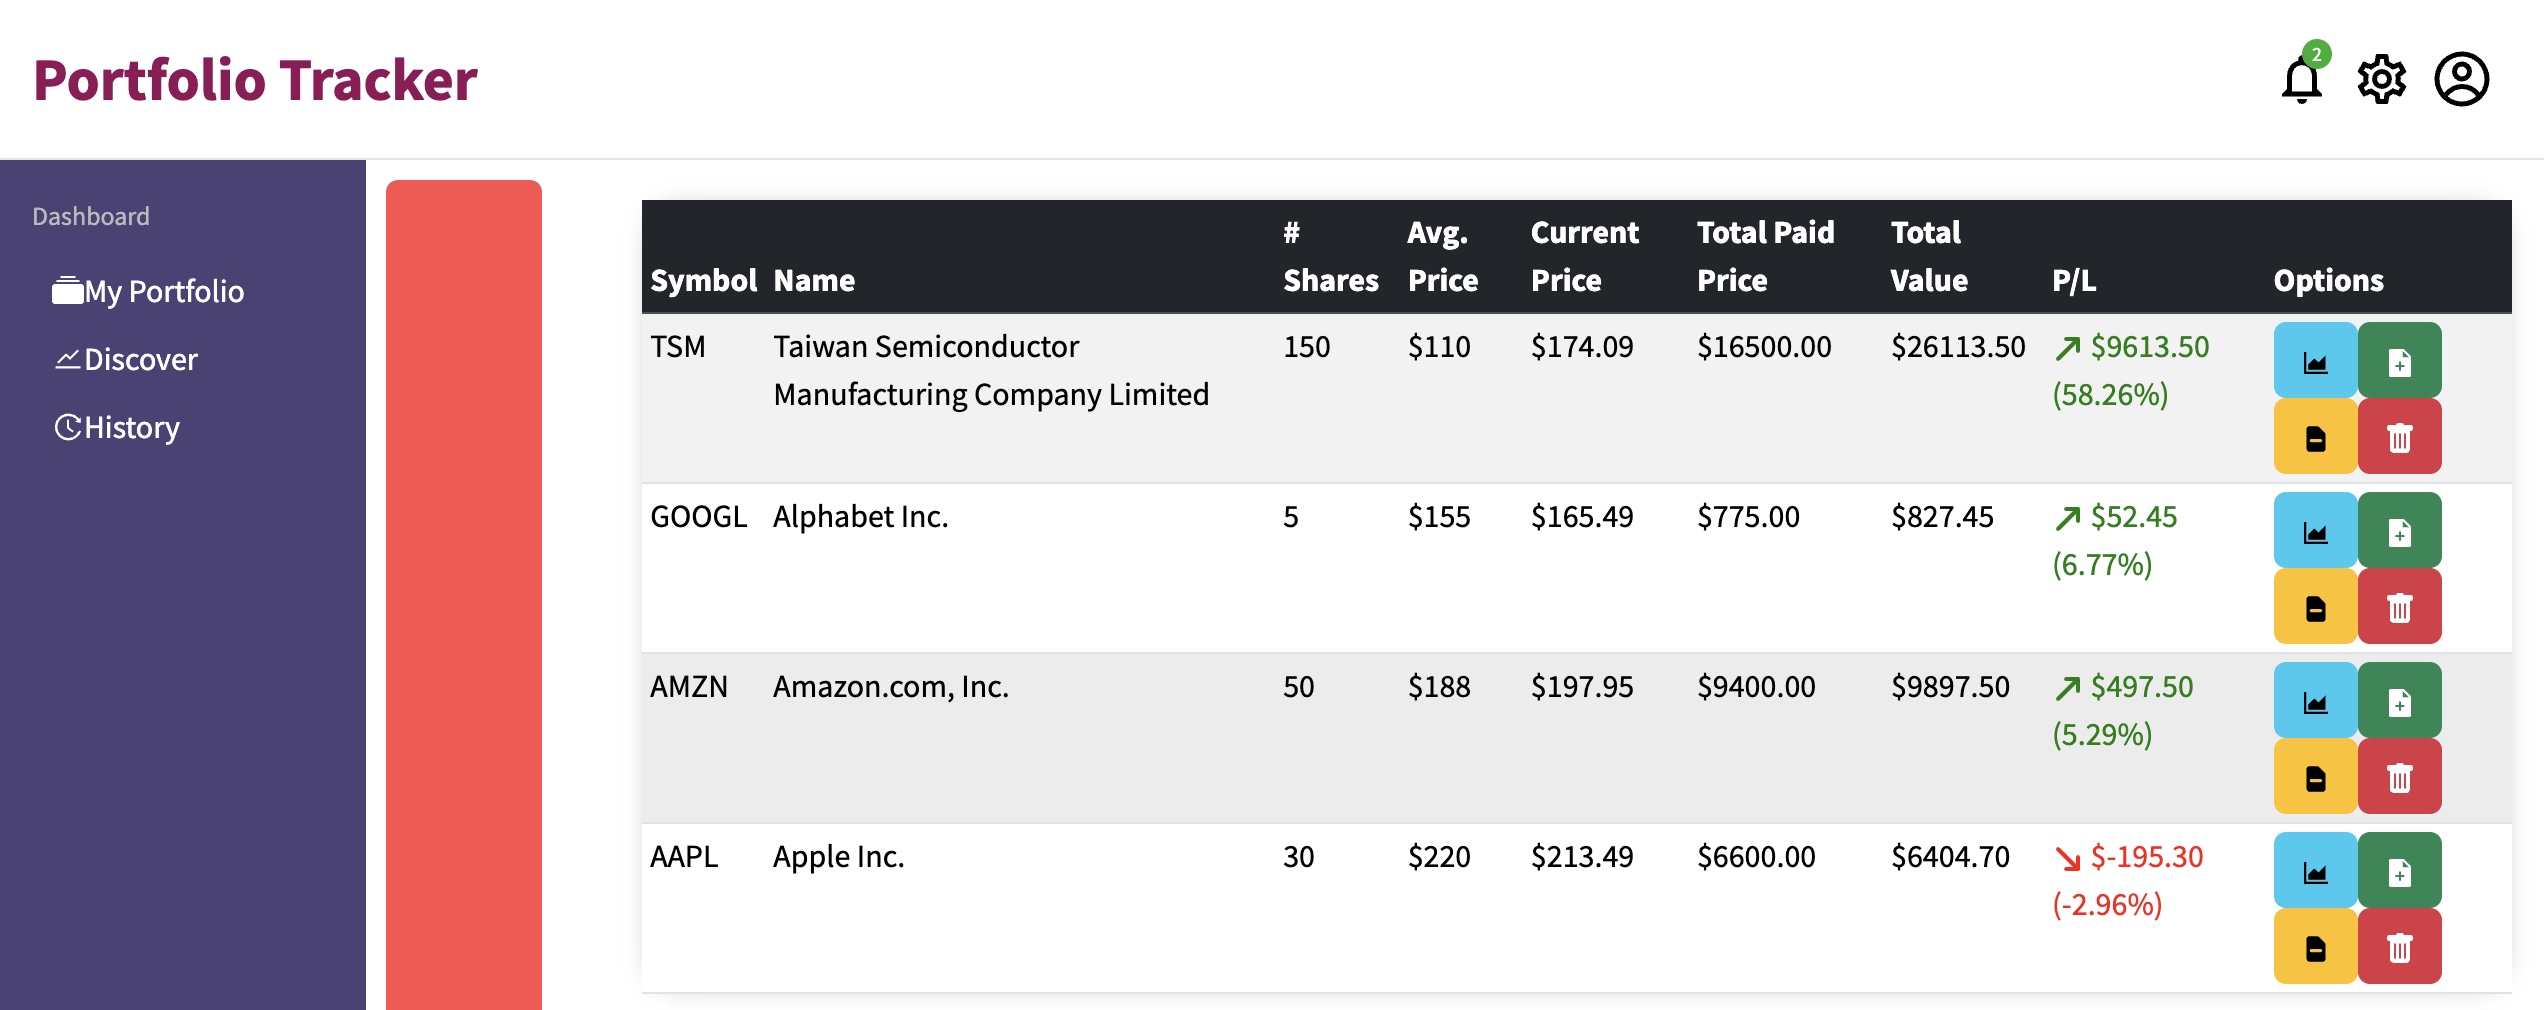 Portfolio Tracker
2
Dashboard
My Portfolio
Discover
History
Symbol Name # Shares Avg. Price Current Price Total Paid Price Total Value P/L Options
TSM Taiwan Semiconductor Manufacturing Company Limited 150 $110 $174.09 $16500.00 $26113.50 $9613.50 (58.26%)
GOOGL Alphabet Inc. 5 $155 $165.49 $775.00 $827.45 $52.45 (6.77%)
AMZN Amazon.com, Inc. 50 $188 $197.95 $9400.00 $9897.50 $497.50 (5.29%)
AAPL Apple Inc. 30 $220 $213.49 $6600.00 $6404.70 $-195.30 (-2.96%)